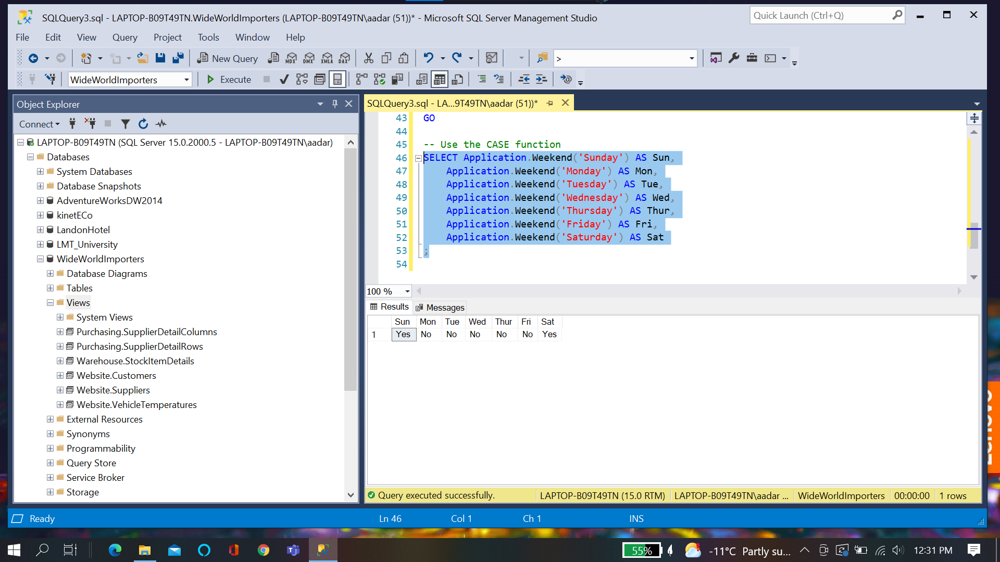 SQLQuery3.sql - LAPTOP-B09T49TN.WideWorldImporters (LAPTOP-B09T49TN\aadar (51))* - Microsoft SQL Server Management Studio
Quick Launch (Ctrl+Q)
File Edit View Query Project Tools Window Help
New Query MDX DMX XMLA DAX >
WideWorldImporters Execute
Object Explorer
Connect
LAPTOP-B09T49TN (SQL Server 15.0.2000.5 - LAPTOP-B09T49TN\aadar)
Databases
System Databases
Database Snapshots
AdventureWorksDW2014
kinetECo
LandonHotel
LMT_University
WideWorldImporters
Database Diagrams
Tables
Views
System Views
Purchasing.SupplierDetailColumns
Purchasing.SupplierDetailRows
Warehouse.StockItemDetails
Website.Customers
Website.Suppliers
Website.VehicleTemperatures
External Resources
Synonyms
Programmability
Query Store
Service Broker
Storage
SQLQuery3.sql - LA...9T49TN\aadar (51))*
43 GO
44
45 -- Use the CASE function
46 SELECT Application.Weekend('Sunday') AS Sun,
47 Application.Weekend('Monday') AS Mon,
48 Application.Weekend('Tuesday') AS Tue,
49 Application.Weekend('Wednesday') AS Wed,
50 Application.Weekend('Thursday') AS Thur,
51 Application.Weekend('Friday') AS Fri,
52 Application.Weekend('Saturday') AS Sat
53 ;
54
100 %
Results Messages
Sun Mon Tue Wed Thur Fri Sat
1 Yes No No No No No Yes
Query executed successfully. LAPTOP-B09T49TN (15.0 RTM) LAPTOP-B09T49TN\aadar ... WideWorldImporters 00:00:00 1 rows
Ready Ln 46 Col 1 Ch 1 INS
Lenovo
55% -11°C Partly su... 12:31 PM